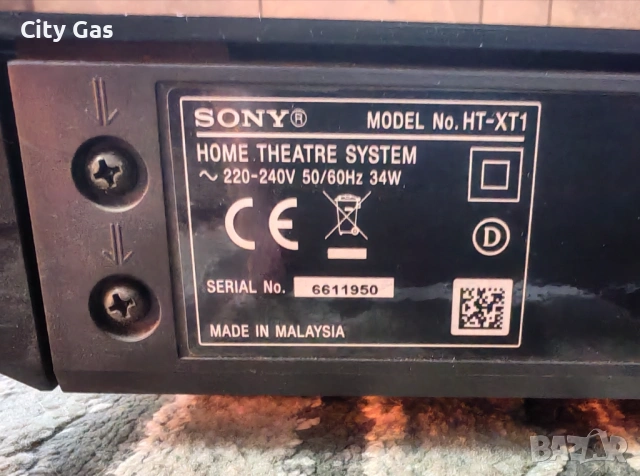 City Gas
SONY® MODEL No. HT-XT1
HOME THEATRE SYSTEM
~ 220-240V 50/60Hz 34W
CE
D
SERIAL No. 6611950
MADE IN MALAYSIA
BAZAR